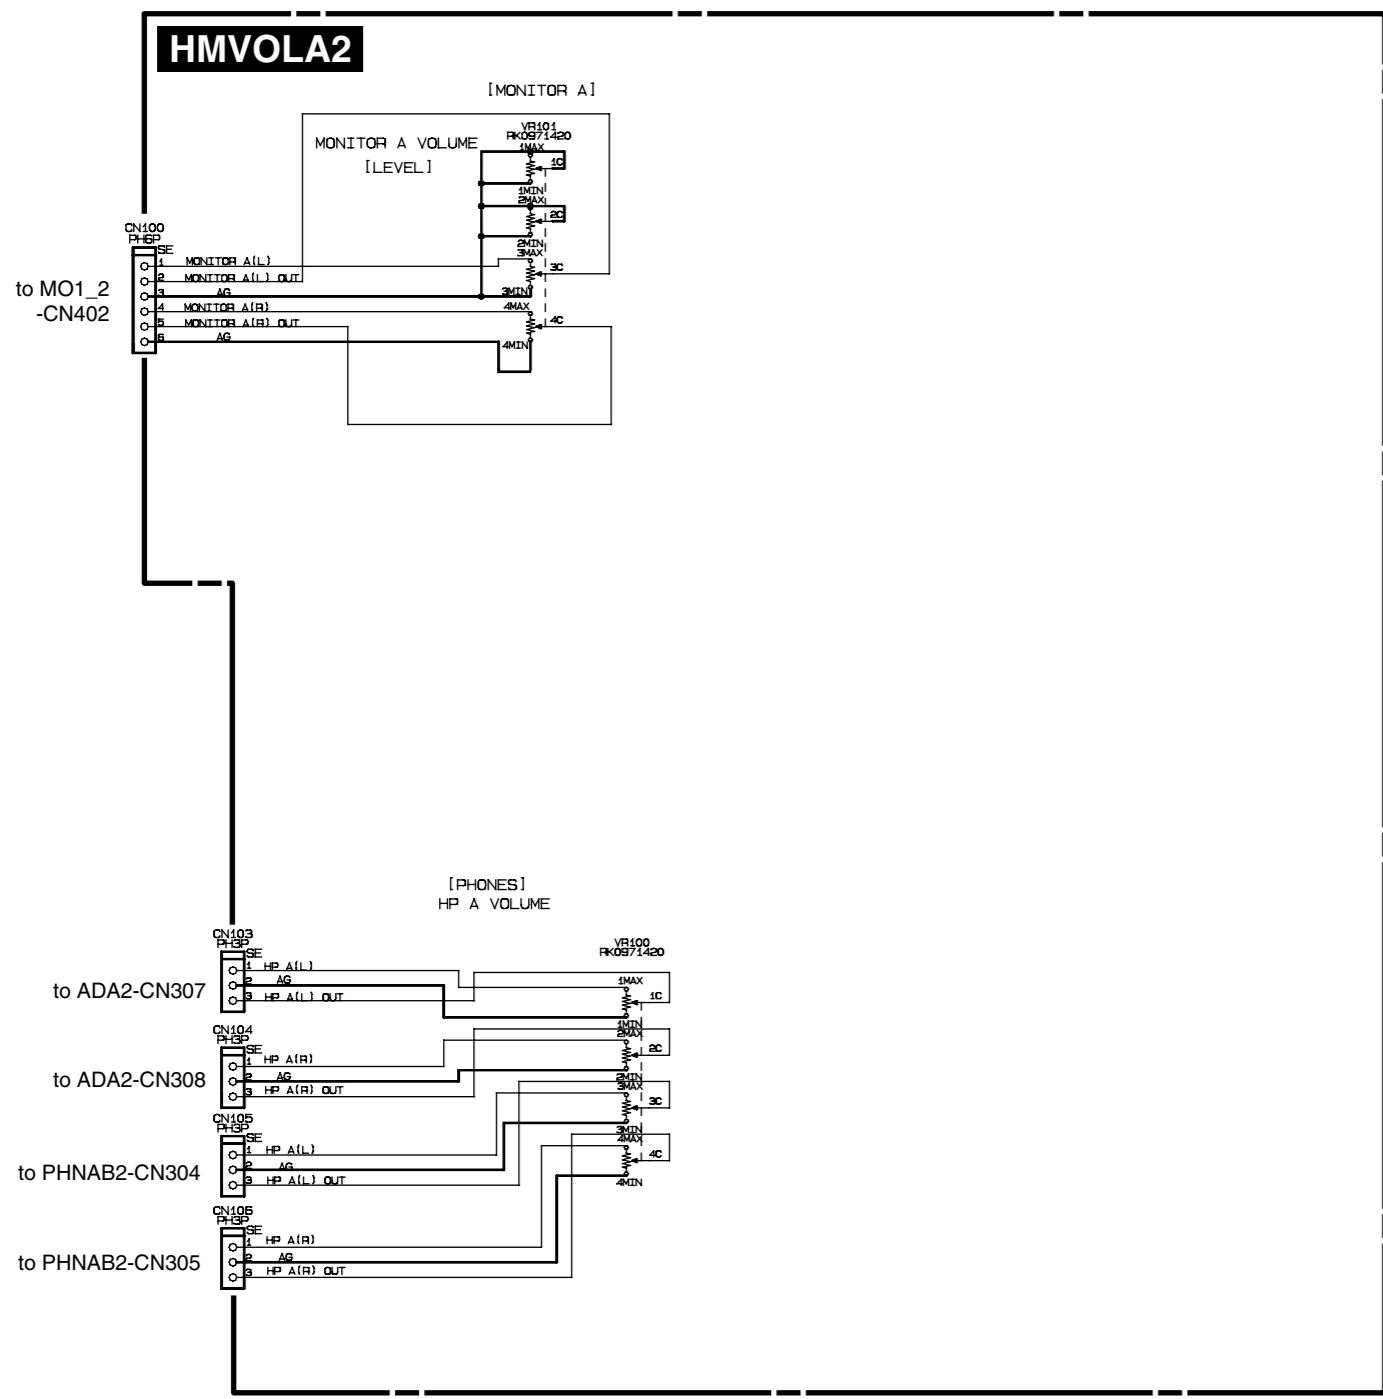 HMVOLA2
[MONITOR A]
MONITOR A VOLUME
[LEVEL]
VR101
RK0971420
1MAX
1C
1MIN
2MAX
2C
2MIN
3MAX
3C
3MIN
4MAX
4C
4MIN
CN100
PH6P
SE
to MO1_2
-CN402
1 MONITOR A(L)
2 MONITOR A(L) OUT
3 AG
4 MONITOR A(R)
5 MONITOR A(R) OUT
6 AG
[PHONES]
HP A VOLUME
VR100
RK0971420
1MAX
1C
1MIN
2MAX
2C
2MIN
3MAX
3C
3MIN
4MAX
4C
4MIN
CN103
PH3P
SE
to ADA2-CN307
1 HP A(L)
2 AG
3 HP A(L) OUT
CN104
PH3P
SE
to ADA2-CN308
1 HP A(R)
2 AG
3 HP A(R) OUT
CN105
PH3P
SE
to PHNAB2-CN304
1 HP A(L)
2 AG
3 HP A(L) OUT
CN106
PH3P
SE
to PHNAB2-CN305
1 HP A(R)
2 AG
3 HP A(R) OUT